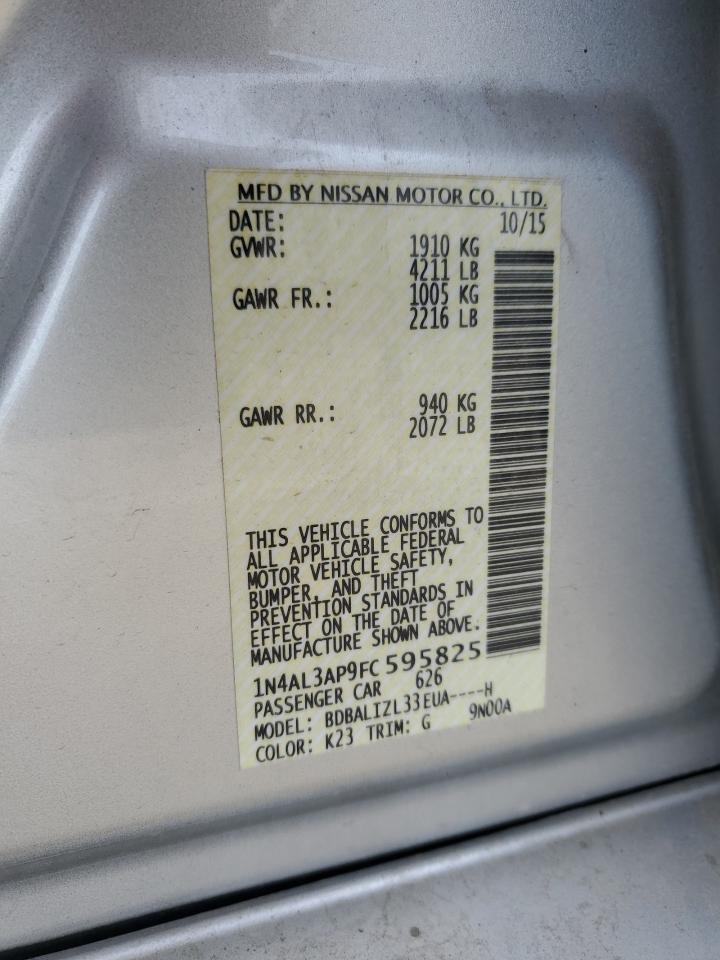 MFD BY NISSAN MOTOR CO., LTD.
DATE: 10/15
GVWR: 1910 KG
4211 LB
GAWR FR.: 1005 KG
2216 LB
GAWR RR.: 940 KG
2072 LB
THIS VEHICLE CONFORMS TO
ALL APPLICABLE FEDERAL
MOTOR VEHICLE SAFETY,
BUMPER, AND THEFT
PREVENTION STANDARDS IN
EFFECT ON THE DATE OF
MANUFACTURE SHOWN ABOVE.
1N4AL3AP9FC595825
PASSENGER CAR 626
MODEL: BDBALIZL33EUA----H
COLOR: K23 TRIM: G 9N00A